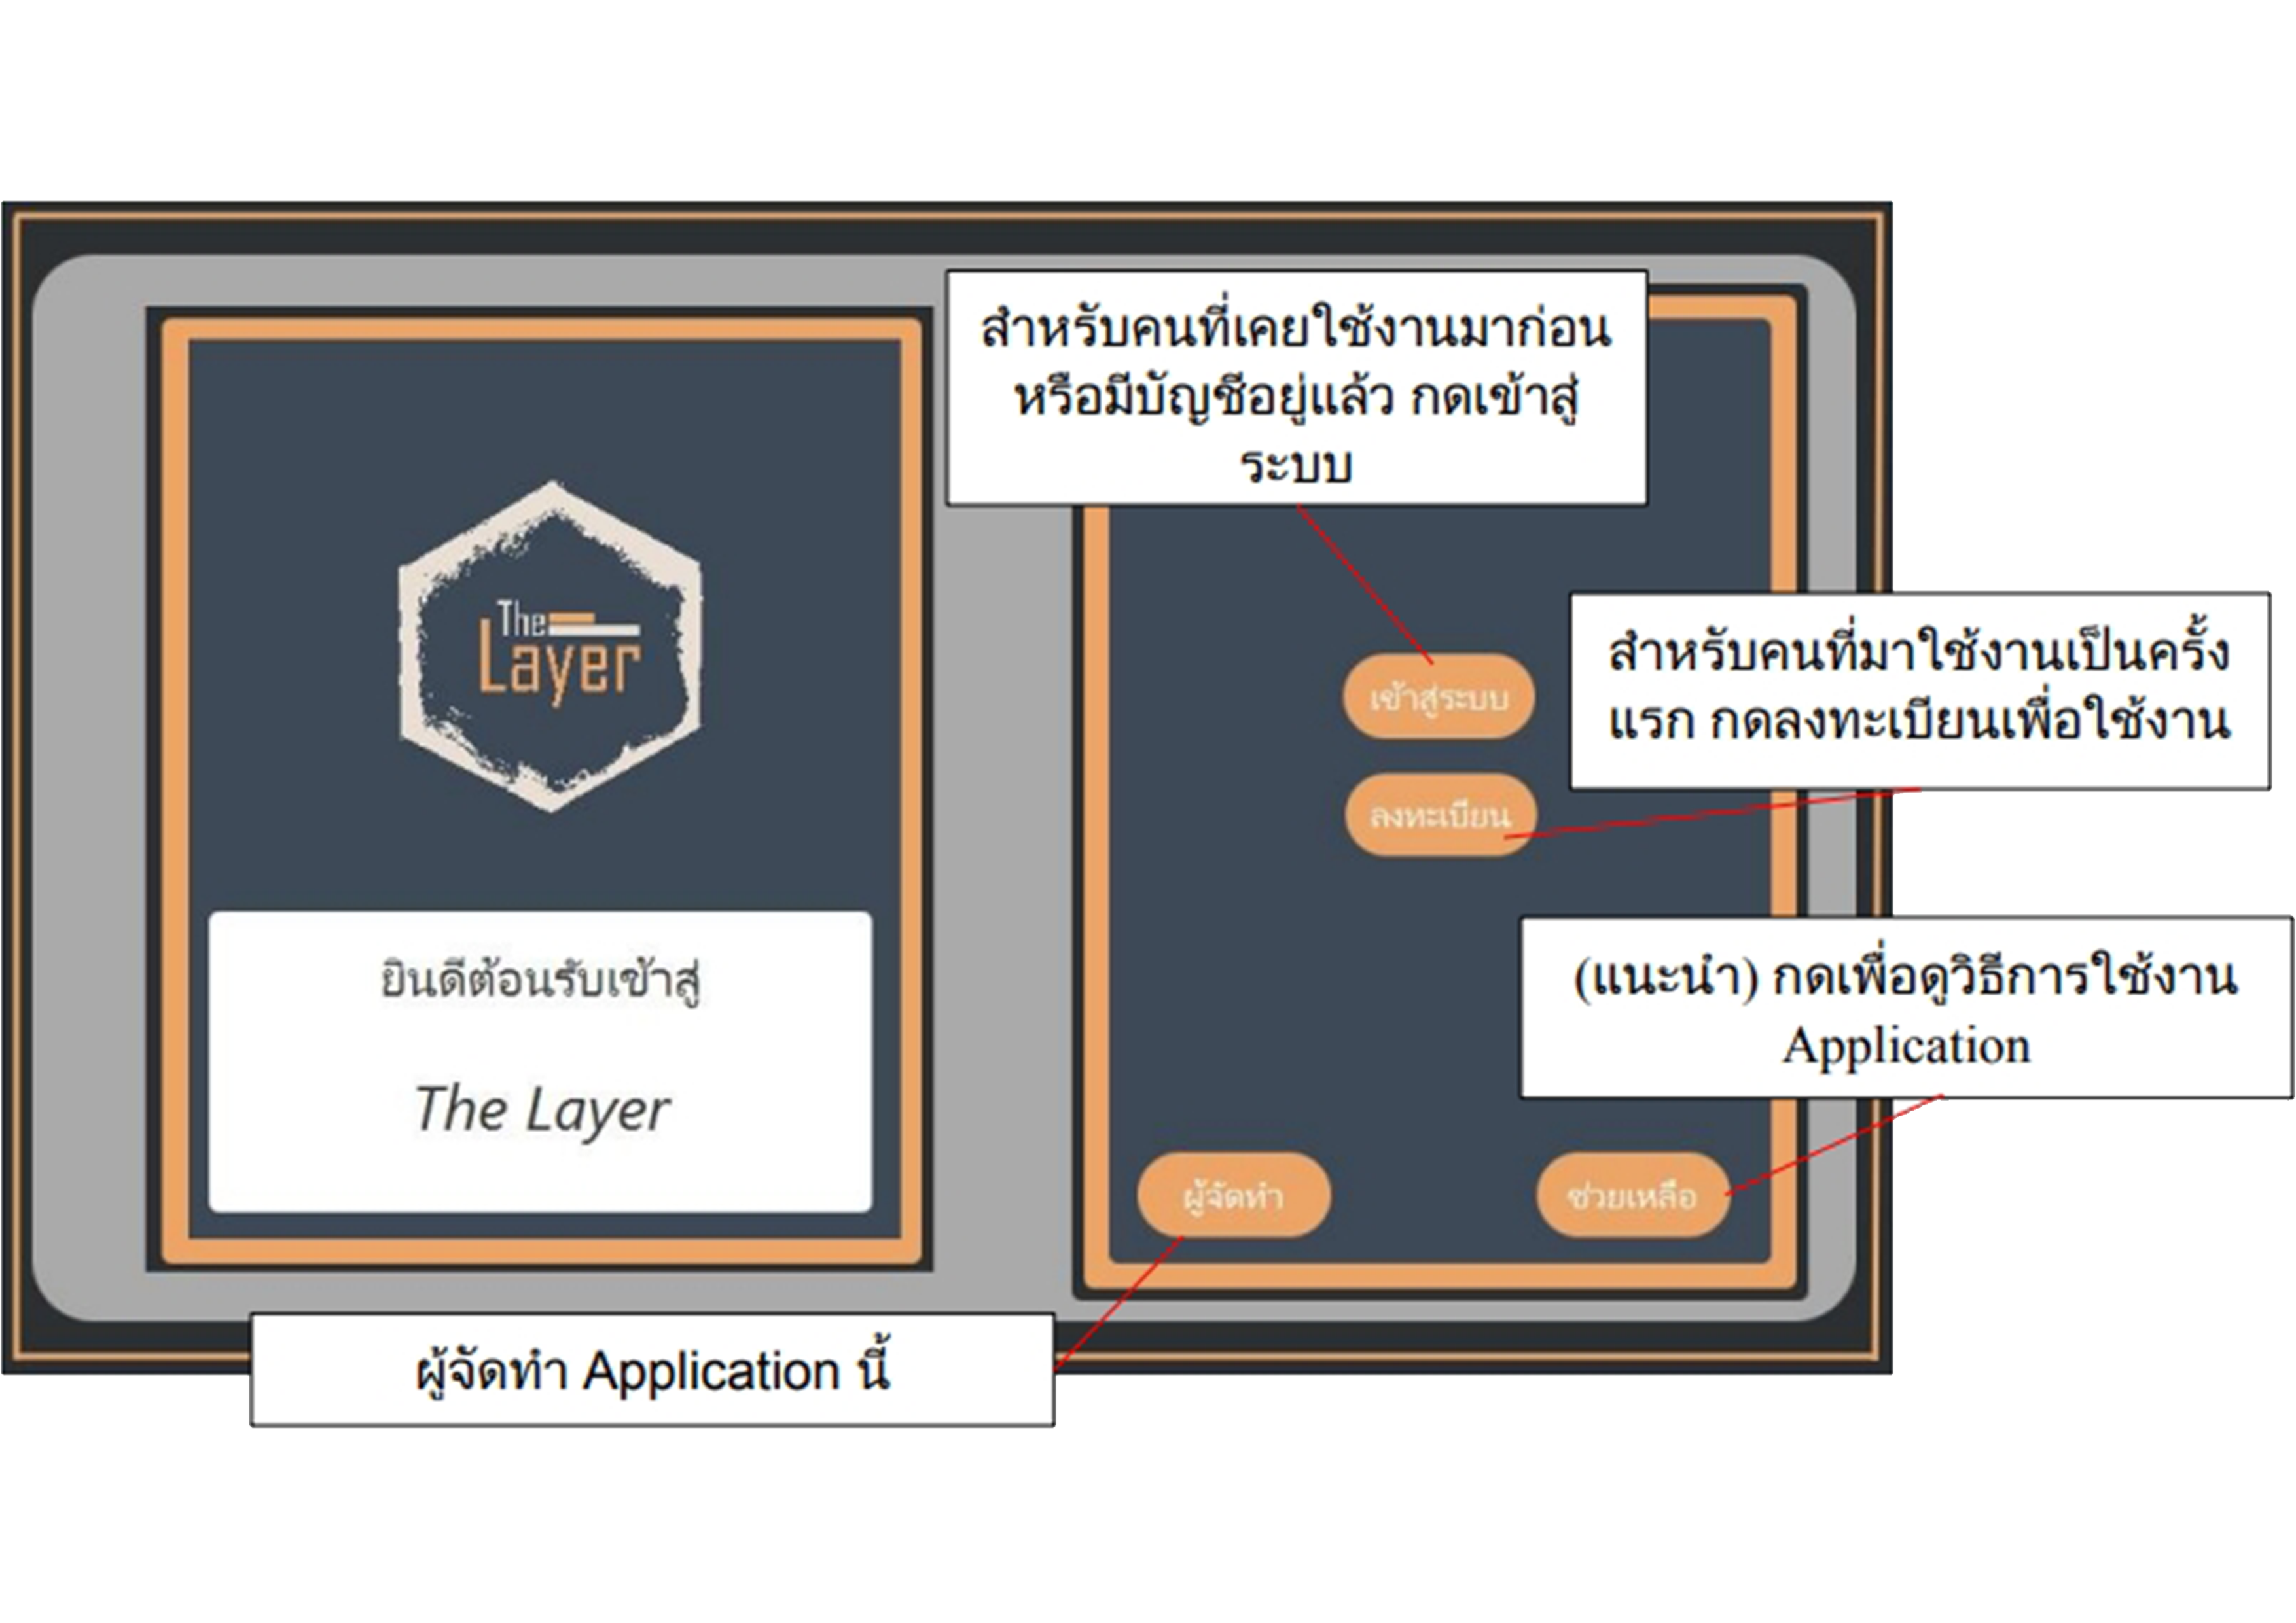 สำหรับคนที่เคยใช้งานมาก่อน
หรือมีบัญชีอยู่แล้ว กดเข้าสู่
ระบบ
The
Layer
สำหรับคนที่มาใช้งานเป็นครั้ง
แรก กดลงทะเบียนเพื่อใช้งาน
เข้าสู่ระบบ
ลงทะเบียน
ยินดีต้อนรับเข้าสู่
The Layer
(แนะนำ) กดเพื่อดูวิธีการใช้งาน
Application
ผู้จัดทำ
ช่วยเหลือ
ผู้จัดทำ Application นี้